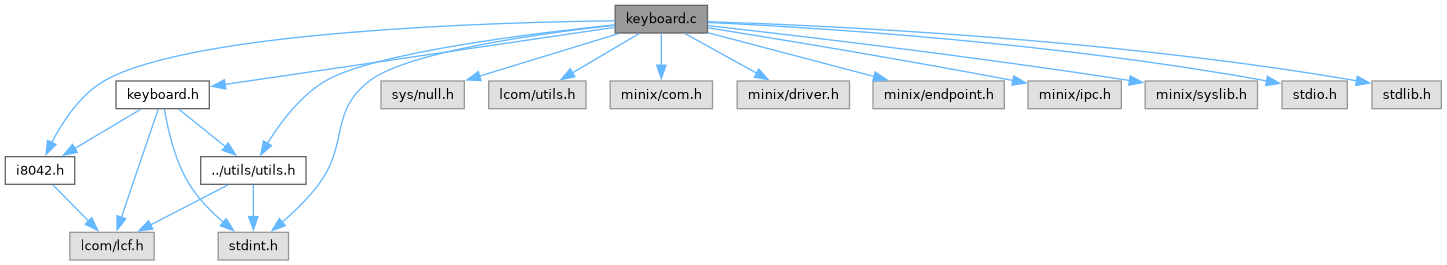 keyboard.c
keyboard.h
sys/null.h
lcom/utils.h
minix/com.h
minix/driver.h
minix/endpoint.h
minix/ipc.h
minix/syslib.h
stdio.h
stdlib.h
i8042.h
../utils/utils.h
lcom/lcf.h
stdint.h